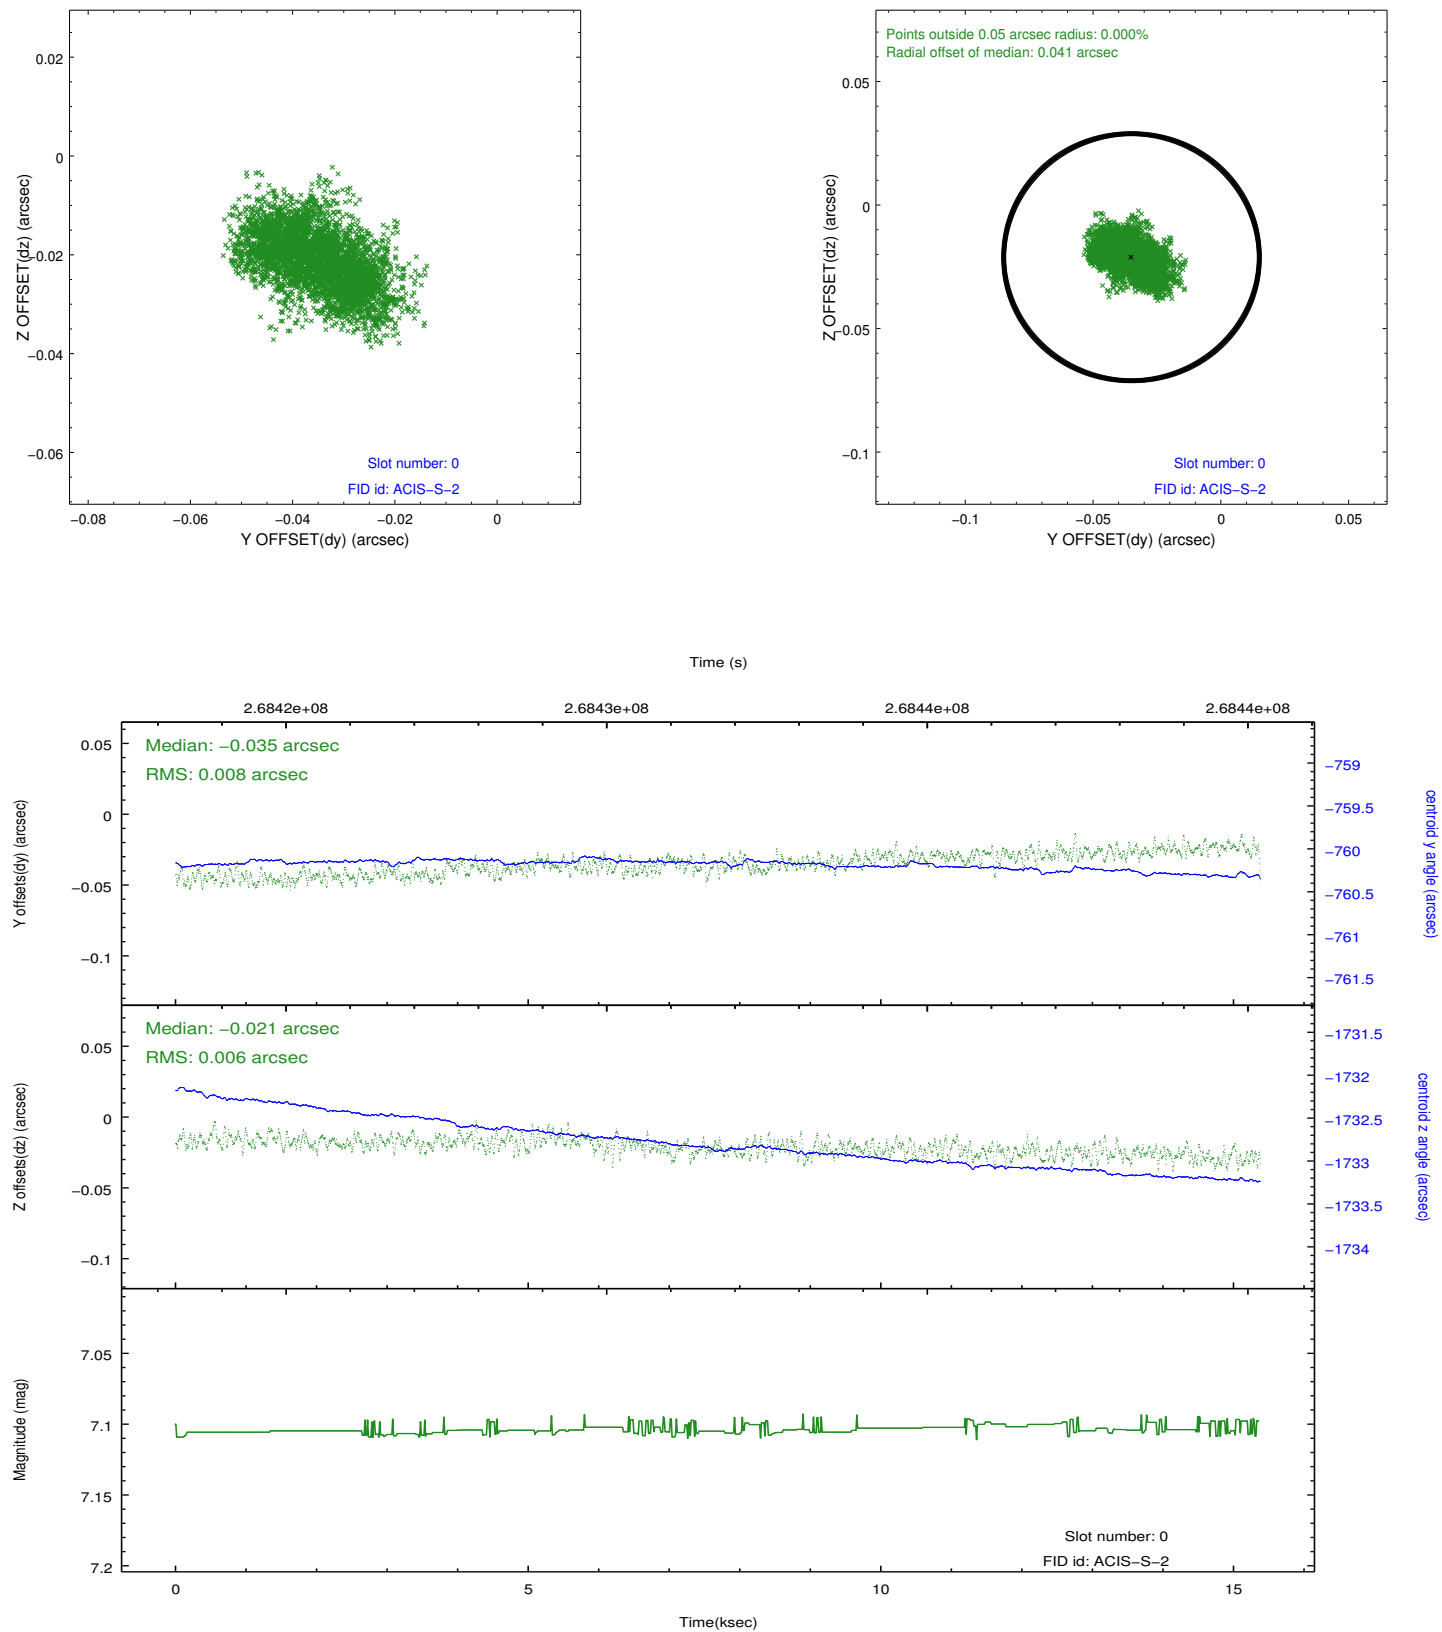 0.02
0
−0.02
−0.04
−0.06
Z OFFSET(dz) (arcsec)
Slot number: 0
FID id: ACIS−S−2
−0.08
−0.06
−0.04
−0.02
0
Y OFFSET(dy) (arcsec)
Points outside 0.05 arcsec radius: 0.000%
Radial offset of median: 0.041 arcsec
0.05
0
−0.05
−0.1
Z OFFSET(dz) (arcsec)
Slot number: 0
FID id: ACIS−S−2
−0.1
−0.05
0
0.05
Y OFFSET(dy) (arcsec)
Time (s)
2.6842e+08
2.6843e+08
2.6844e+08
2.6844e+08
Median: −0.035 arcsec
RMS: 0.008 arcsec
0.05
0
−0.05
−0.1
Y offsets(dy) (arcsec)
−759
−759.5
−760
−760.5
−761
−761.5
centroid y angle (arcsec)
Median: −0.021 arcsec
RMS: 0.006 arcsec
0.05
0
−0.05
−0.1
Z offsets(dz) (arcsec)
−1731.5
−1732
−1732.5
−1733
−1733.5
−1734
centroid z angle (arcsec)
7.05
7.1
7.15
7.2
Magnitude (mag)
Slot number: 0
FID id: ACIS−S−2
0
5
10
15
Time(ksec)